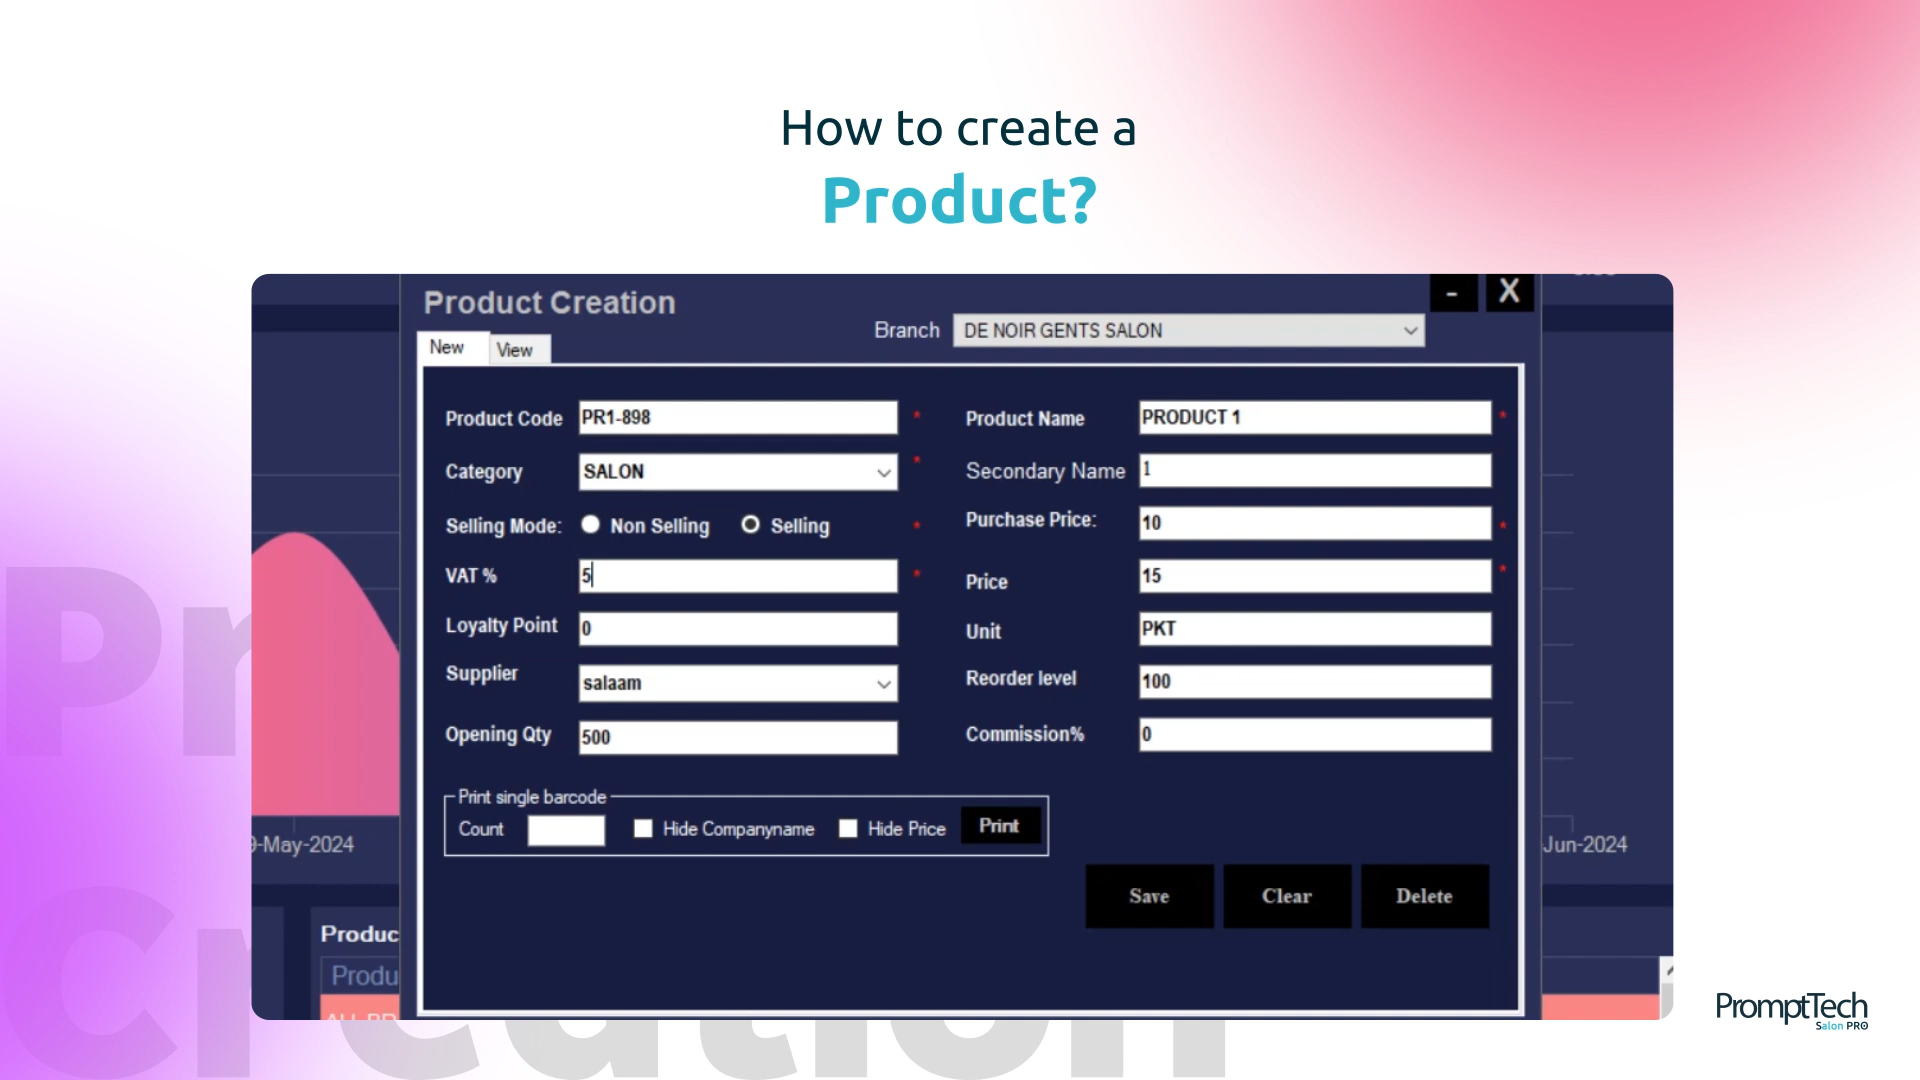 How to create a
Product?
Product Creation
- X
Branch DE NOIR GENTS SALON
New View
Product Code PR1-898 * Product Name PRODUCT 1 *
Category SALON * Secondary Name 1
Selling Mode: Non Selling Selling * Purchase Price: 10 *
VAT % 5 * Price 15 *
Loyalty Point 0 Unit PKT
Supplier salaam Reorder level 100
Opening Qty 500 Commission% 0
Print single barcode
Count Hide Companyname Hide Price Print
9-May-2024 Jun-2024
Save Clear Delete
Produc
Produ
Creation
PromptTech
Salon PRO